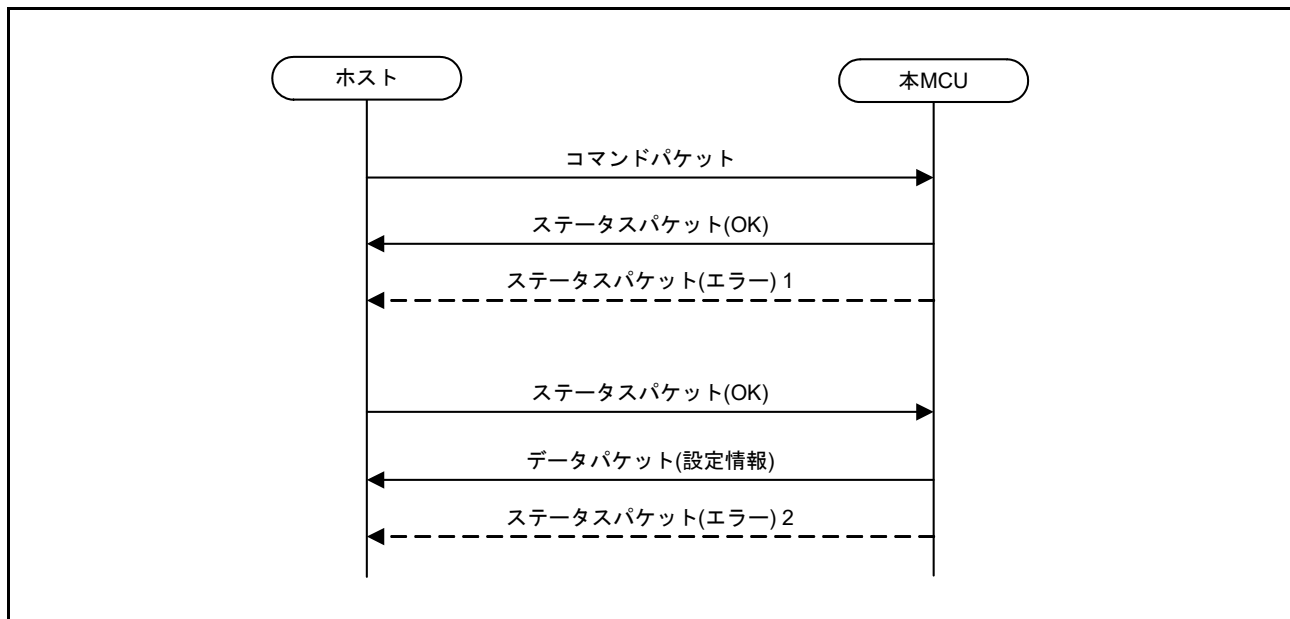 ホスト
本MCU
コマンドパケット
ステータスパケット(OK)
ステータスパケット(エラー) 1
ステータスパケット(OK)
データパケット(設定情報)
ステータスパケット(エラー) 2